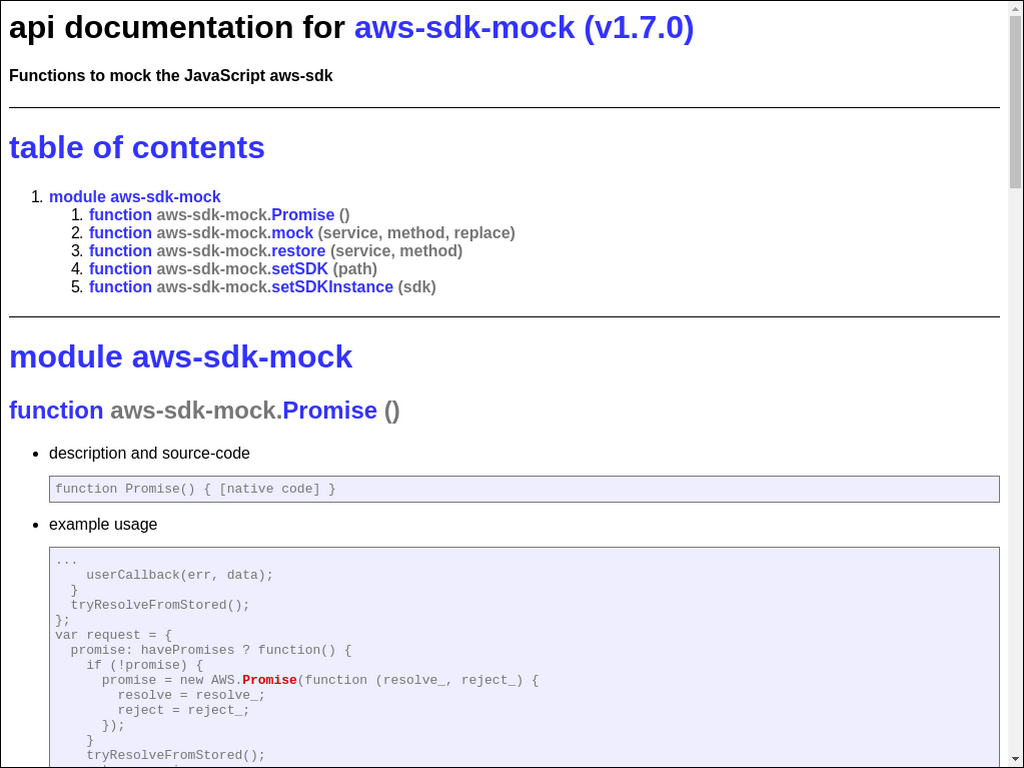 api documentation for aws-sdk-mock (v1.7.0)
Functions to mock the JavaScript aws-sdk
table of contents
1. module aws-sdk-mock
1. function aws-sdk-mock.Promise ()
2. function aws-sdk-mock.mock (service, method, replace)
3. function aws-sdk-mock.restore (service, method)
4. function aws-sdk-mock.setSDK (path)
5. function aws-sdk-mock.setSDKInstance (sdk)
module aws-sdk-mock
function aws-sdk-mock.Promise ()
• description and source-code
function Promise() { [native code] }
• example usage
...
    userCallback(err, data);
  }
  tryResolveFromStored();
};
var request = {
  promise: havePromises ? function() {
    if (!promise) {
      promise = new AWS.Promise(function (resolve_, reject_) {
        resolve = resolve_;
        reject = reject_;
      });
    }
    tryResolveFromStored();